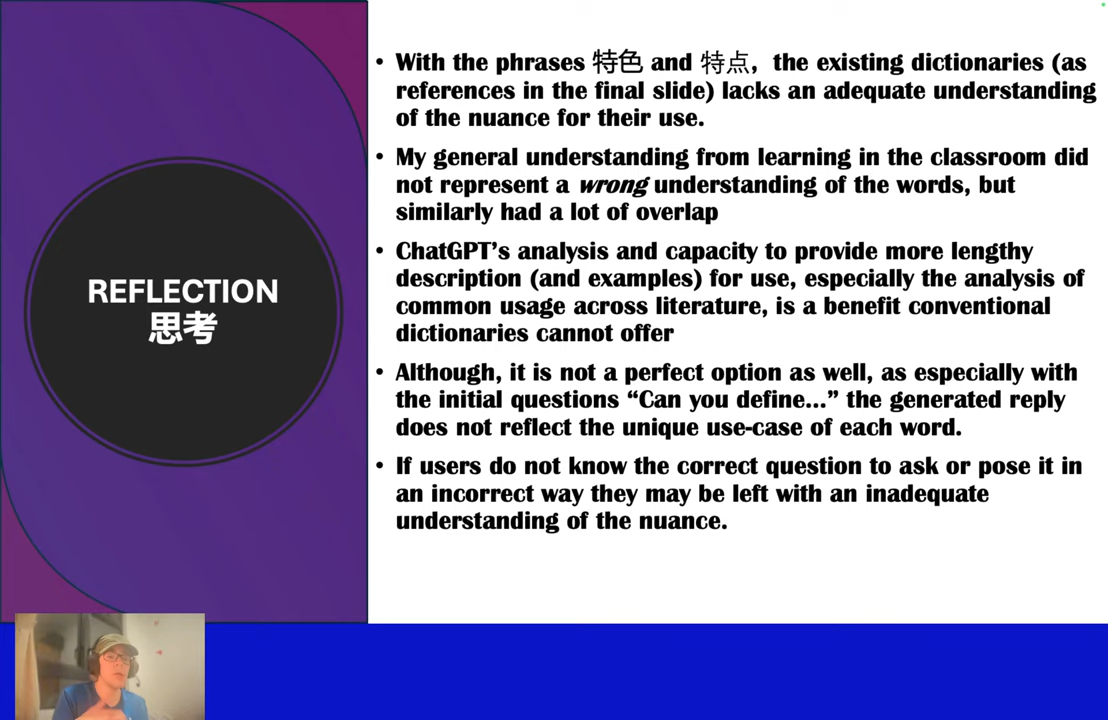 REFLECTION
思考
• With the phrases 特色 and 特点，the existing dictionaries (as
references in the final slide) lacks an adequate understanding
of the nuance for their use.
• My general understanding from learning in the classroom did
not represent a wrong understanding of the words, but
similarly had a lot of overlap
• ChatGPT’s analysis and capacity to provide more lengthy
description (and examples) for use, especially the analysis of
common usage across literature, is a benefit conventional
dictionaries cannot offer
• Although, it is not a perfect option as well, as especially with
the initial questions “Can you define…” the generated reply
does not reflect the unique use-case of each word.
• If users do not know the correct question to ask or pose it in
an incorrect way they may be left with an inadequate
understanding of the nuance.